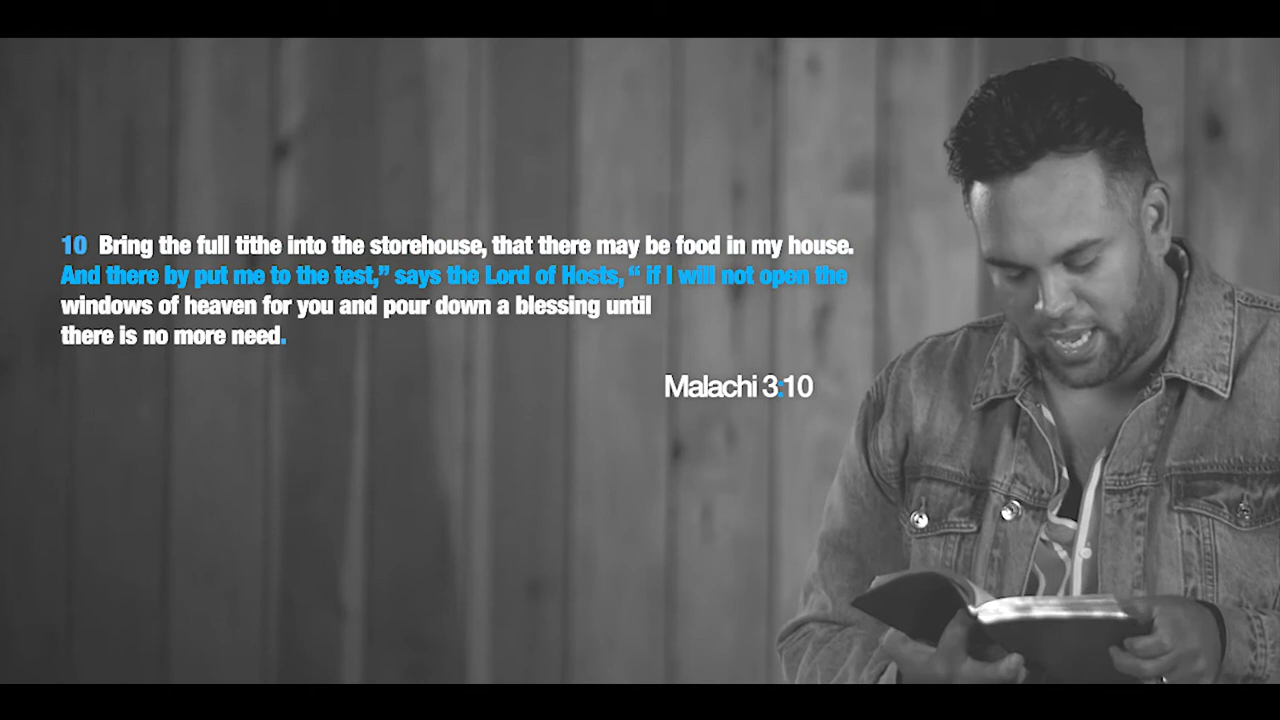 10 Bring the full tithe into the storehouse, that there may be food in my house.
And there by put me to the test,” says the Lord of Hosts, “ if I will not open the
windows of heaven for you and pour down a blessing until
there is no more need.
Malachi 3:10